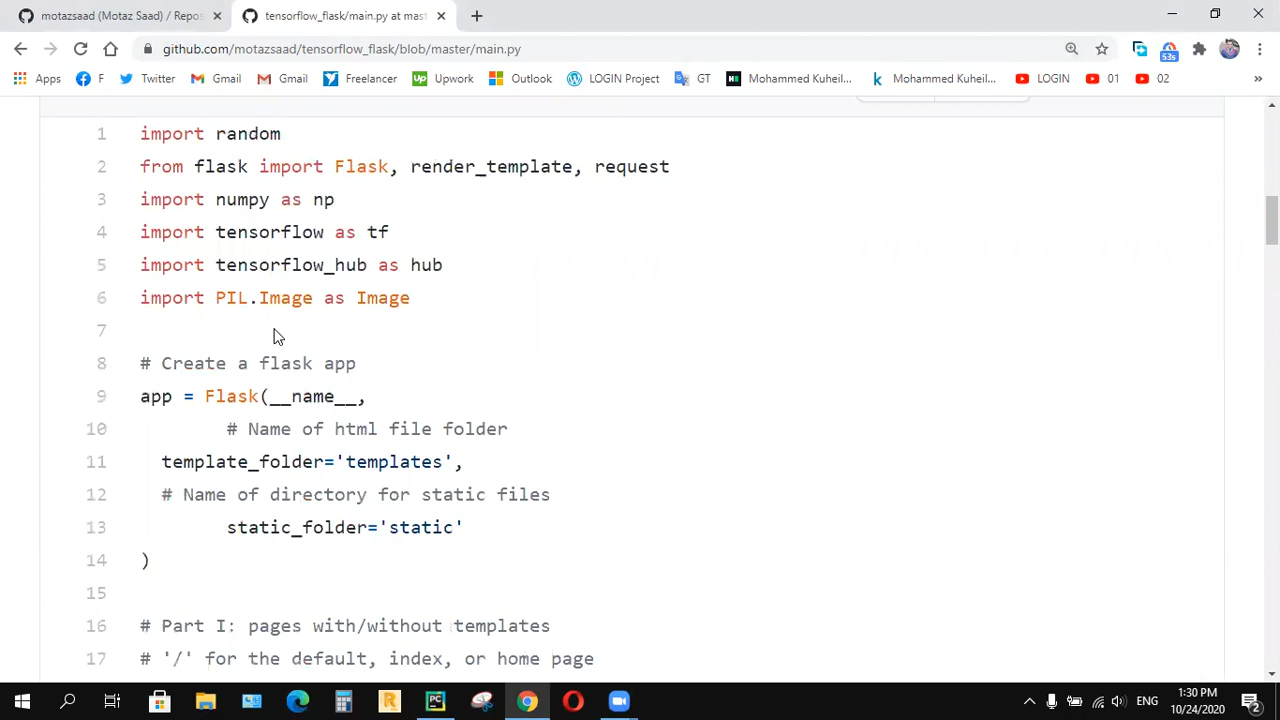 motazsaad (Motaz Saad) / Repos
tensorflow_flask/main.py at mast
github.com/motazsaad/tensorflow_flask/blob/master/main.py
53s
Apps
F
Twitter
Gmail
Gmail
Freelancer
Upwork
Outlook
LOGIN Project
GT
Mohammed Kuheil...
Mohammed Kuheil...
LOGIN
01
02
»
1 import random
2 from flask import Flask, render_template, request
3 import numpy as np
4 import tensorflow as tf
5 import tensorflow_hub as hub
6 import PIL.Image as Image
7
8 # Create a flask app
9 app = Flask(__name__,
10 # Name of html file folder
11 template_folder='templates',
12 # Name of directory for static files
13 static_folder='static'
14 )
15
16 # Part I: pages with/without templates
17 # '/' for the default, index, or home page
ENG
1:30 PM
10/24/2020
2